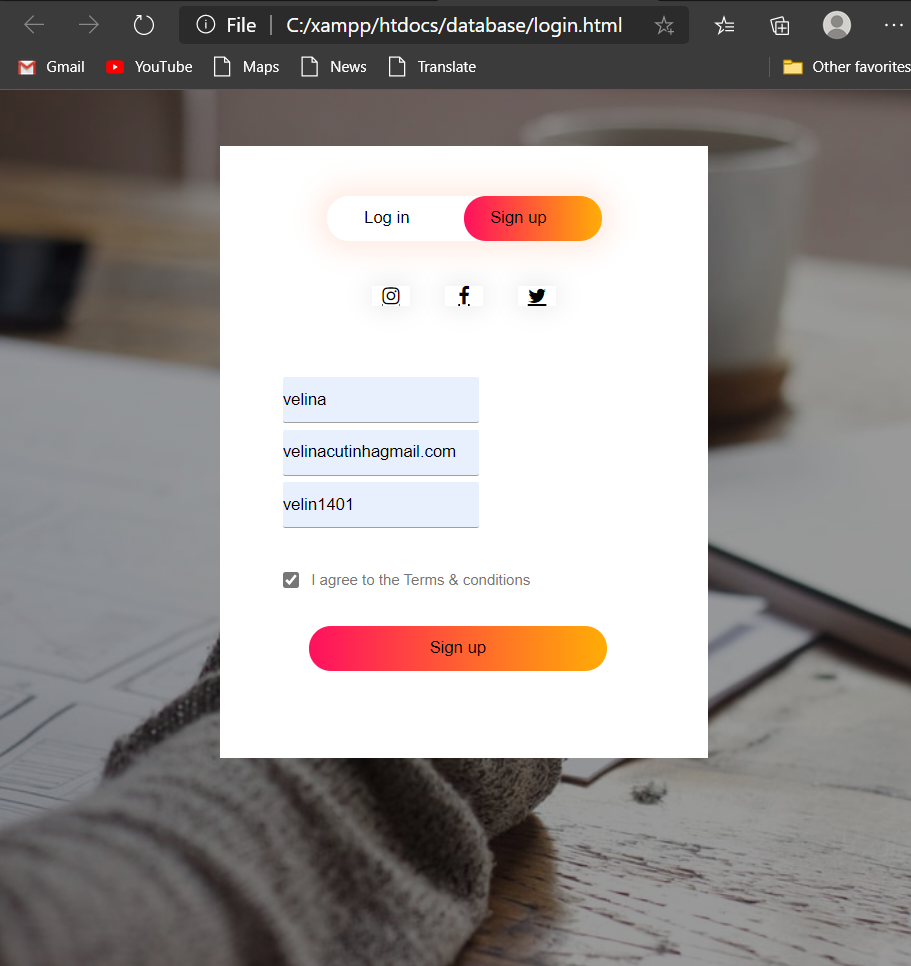 File | C:/xampp/htdocs/database/login.html
Gmail YouTube Maps News Translate Other favorites
Log in Sign up
velina
velinacutinhagmail.com
velin1401
I agree to the Terms & conditions
Sign up